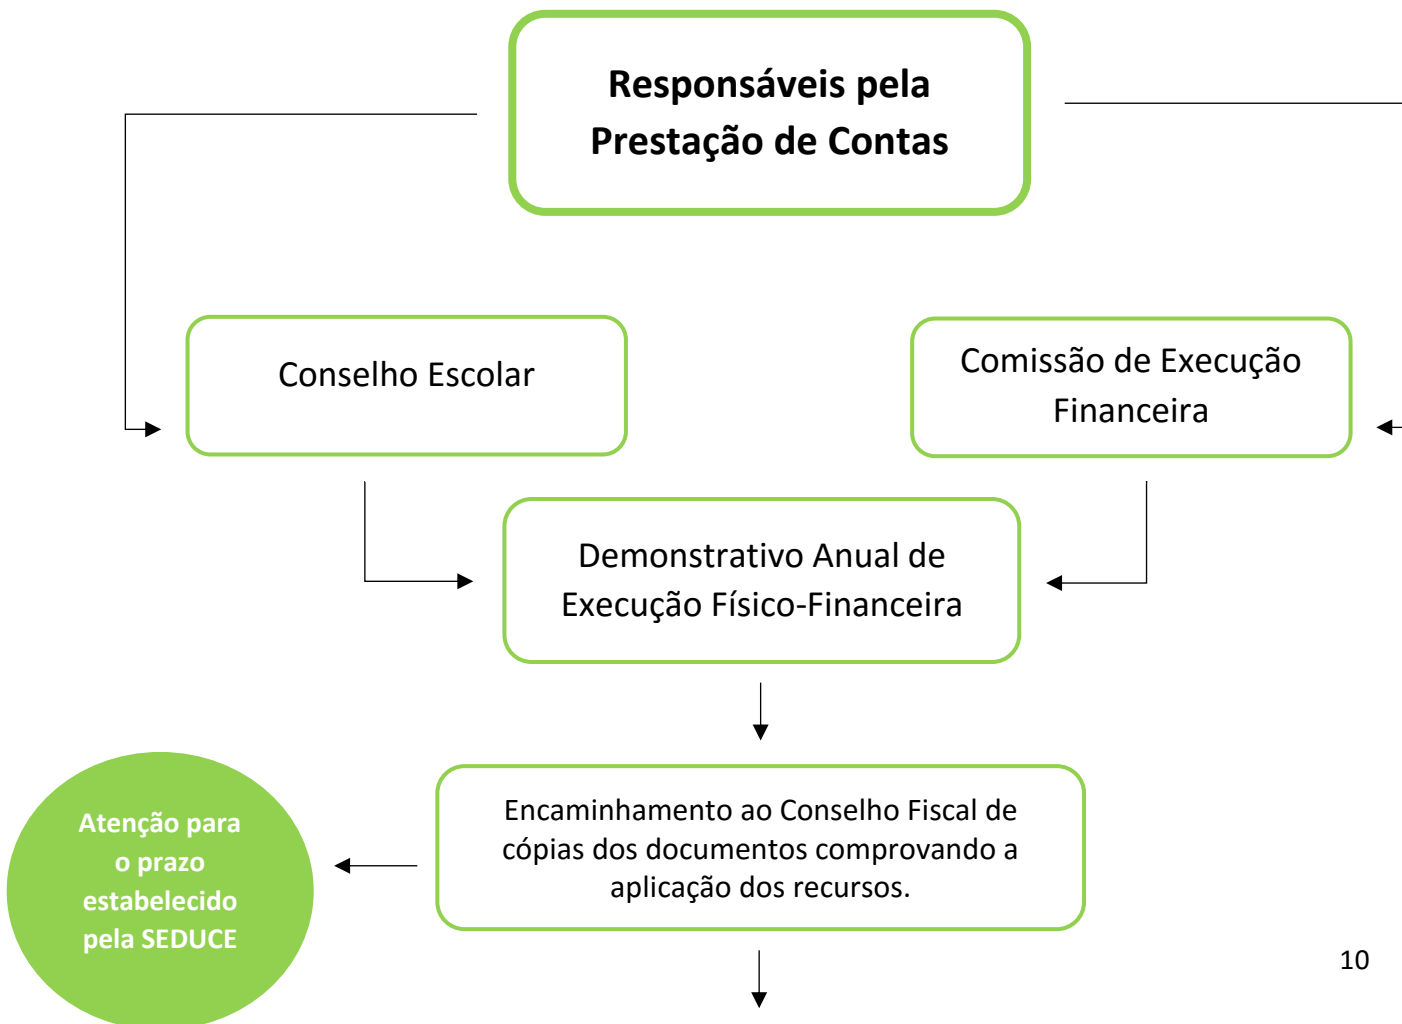 Responsáveis pela
Prestação de Contas
Conselho Escolar
Comissão de Execução
Financeira
Demonstrativo Anual de
Execução Físico-Financeira
Atenção para
o prazo
estabelecido
pela SEDUCE
Encaminhamento ao Conselho Fiscal de
cópias dos documentos comprovando a
aplicação dos recursos.
10